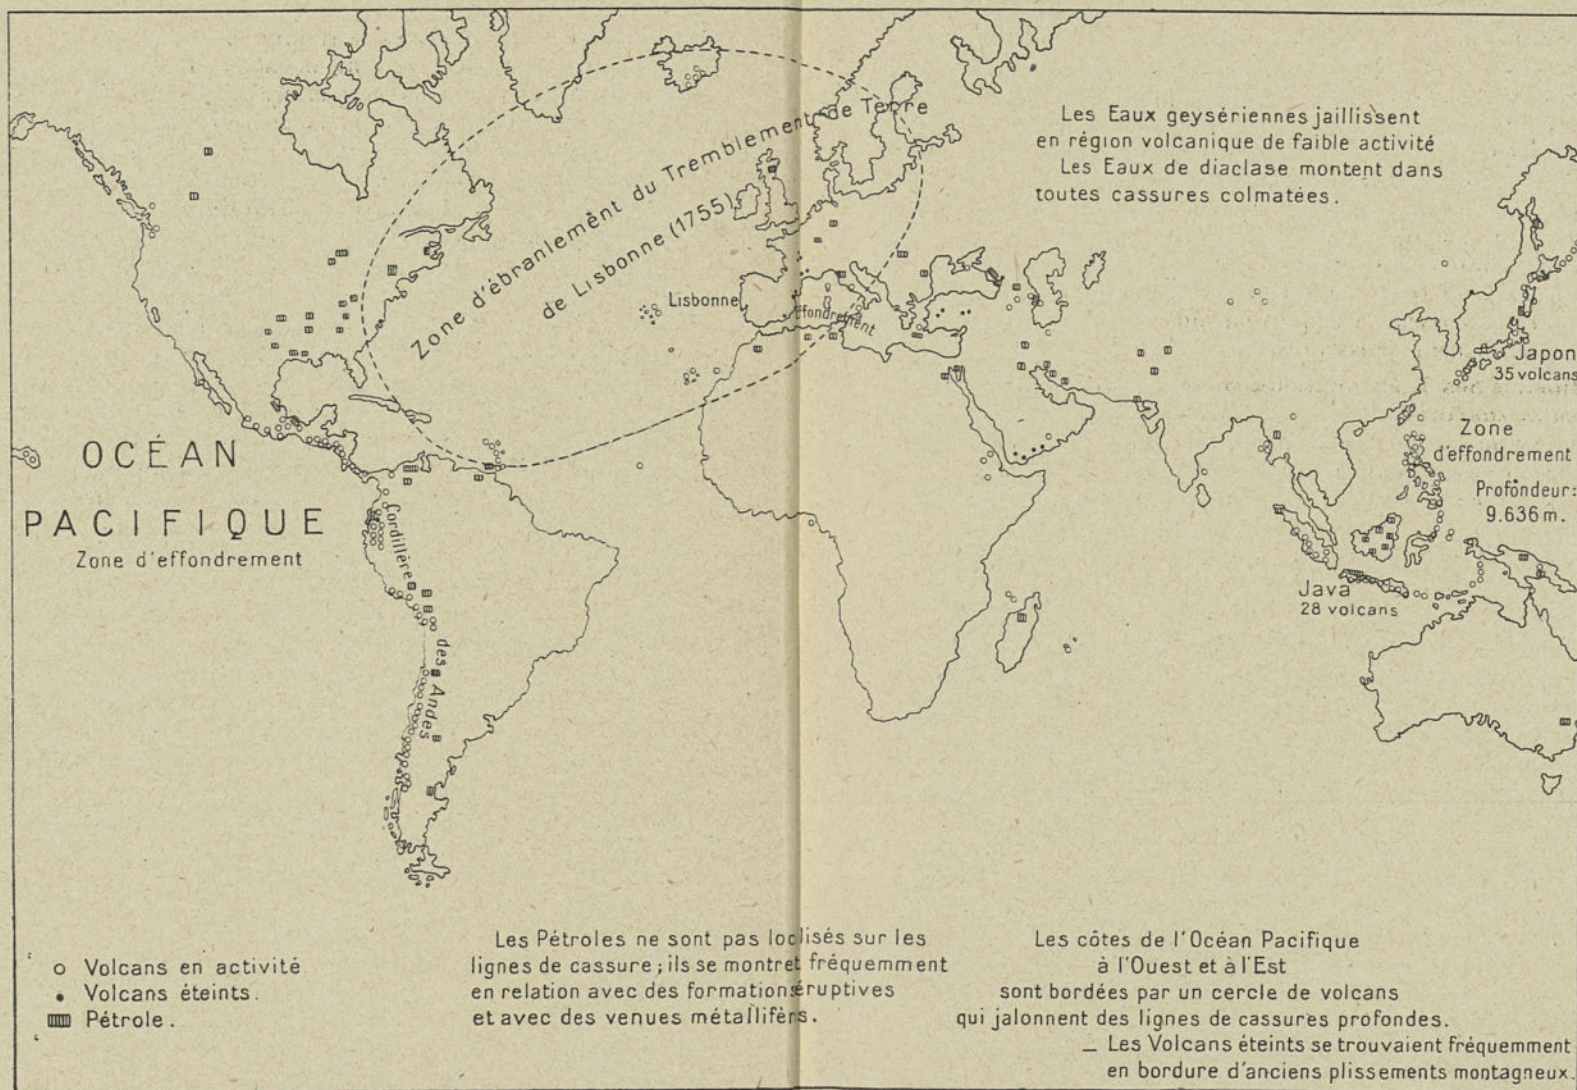 Les Eaux geysériennes jaillissent
en région volcanique de faible activité
Les Eaux de diaclase montent dans
toutes cassures colmatées.
Zone d'ébranlement du Tremblement de Terre
de Lisbonne (1755)
Lisbonne
Effondrement
Japon
35 volcans
Zone
d'effondrement
Profondeur:
9.636 m.
OCÉAN
PACIFIQUE
Zone d'effondrement
Cordillère
des Andes
Java
28 volcans
o Volcans en activité
• Volcans éteints.
Pétrole.
Les Pétroles ne sont pas loclisés sur les
lignes de cassure; ils se montret fréquemment
en relation avec des formations éruptives
et avec des venues métallifèrs.
Les côtes de l'Océan Pacifique
à l'Ouest et à l'Est
sont bordées par un cercle de volcans
qui jalonnent des lignes de cassures profondes.
_ Les Volcans éteints se trouvaient fréquemment
en bordure d'anciens plissements montagneux.